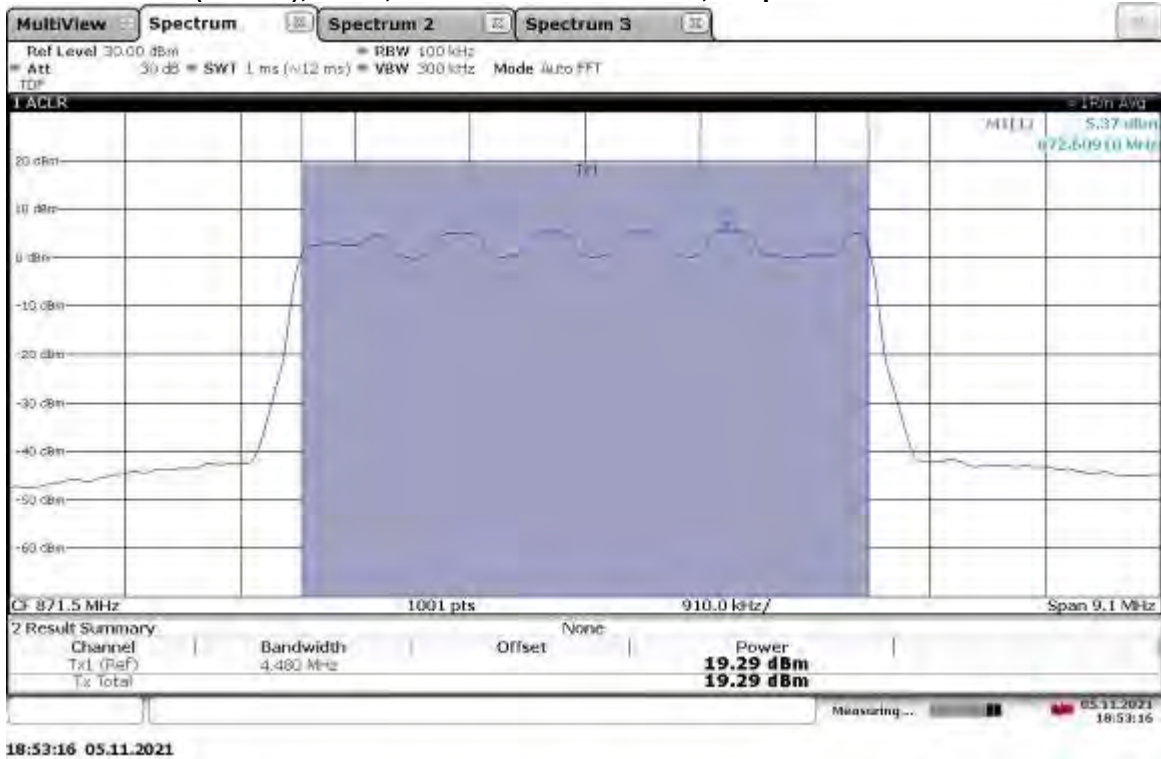 MultiView Spectrum Spectrum 2 Spectrum 3
Ref Level 30.00 dBm RBW 100 kHz
Att 30 dB SWT 1 ms (~12 ms) VBW 300 kHz Mode Auto FFT
TDF
1 ACLR 1Rm Avg
M1[1] 5.37 dBm
872.609 0 MHz
Tx1
20 dBm
10 dBm
0 dBm
-10 dBm
-20 dBm
-30 dBm
-40 dBm
-50 dBm
-60 dBm
CF 871.5 MHz 1001 pts 910.0 kHz/ Span 9.1 MHz
2 Result Summary None
Channel Bandwidth Offset Power
Tx1 (Ref) 4.480 MHz 19.29 dBm
Tx Total 19.29 dBm
Measuring... 05.11.2021
18:53:16
18:53:16 05.11.2021